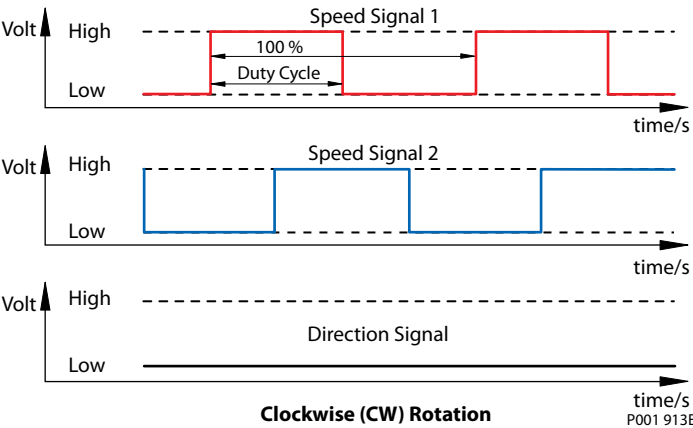 Speed Signal 1
Volt
High
100 %
Duty Cycle
Low
time/s
Speed Signal 2
Volt
High
Low
time/s
Volt
High
Direction Signal
Low
time/s
Clockwise (CW) Rotation
P001 913E